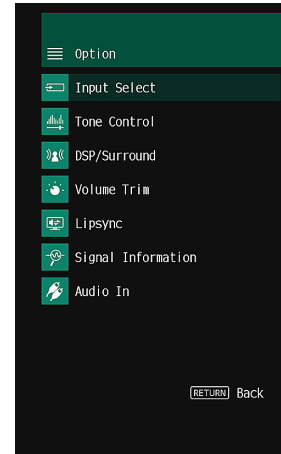 Option
Input Select
Tone Control
DSP/Surround
Volume Trim
Lipsync
Signal Information
Audio In
RETURN Back